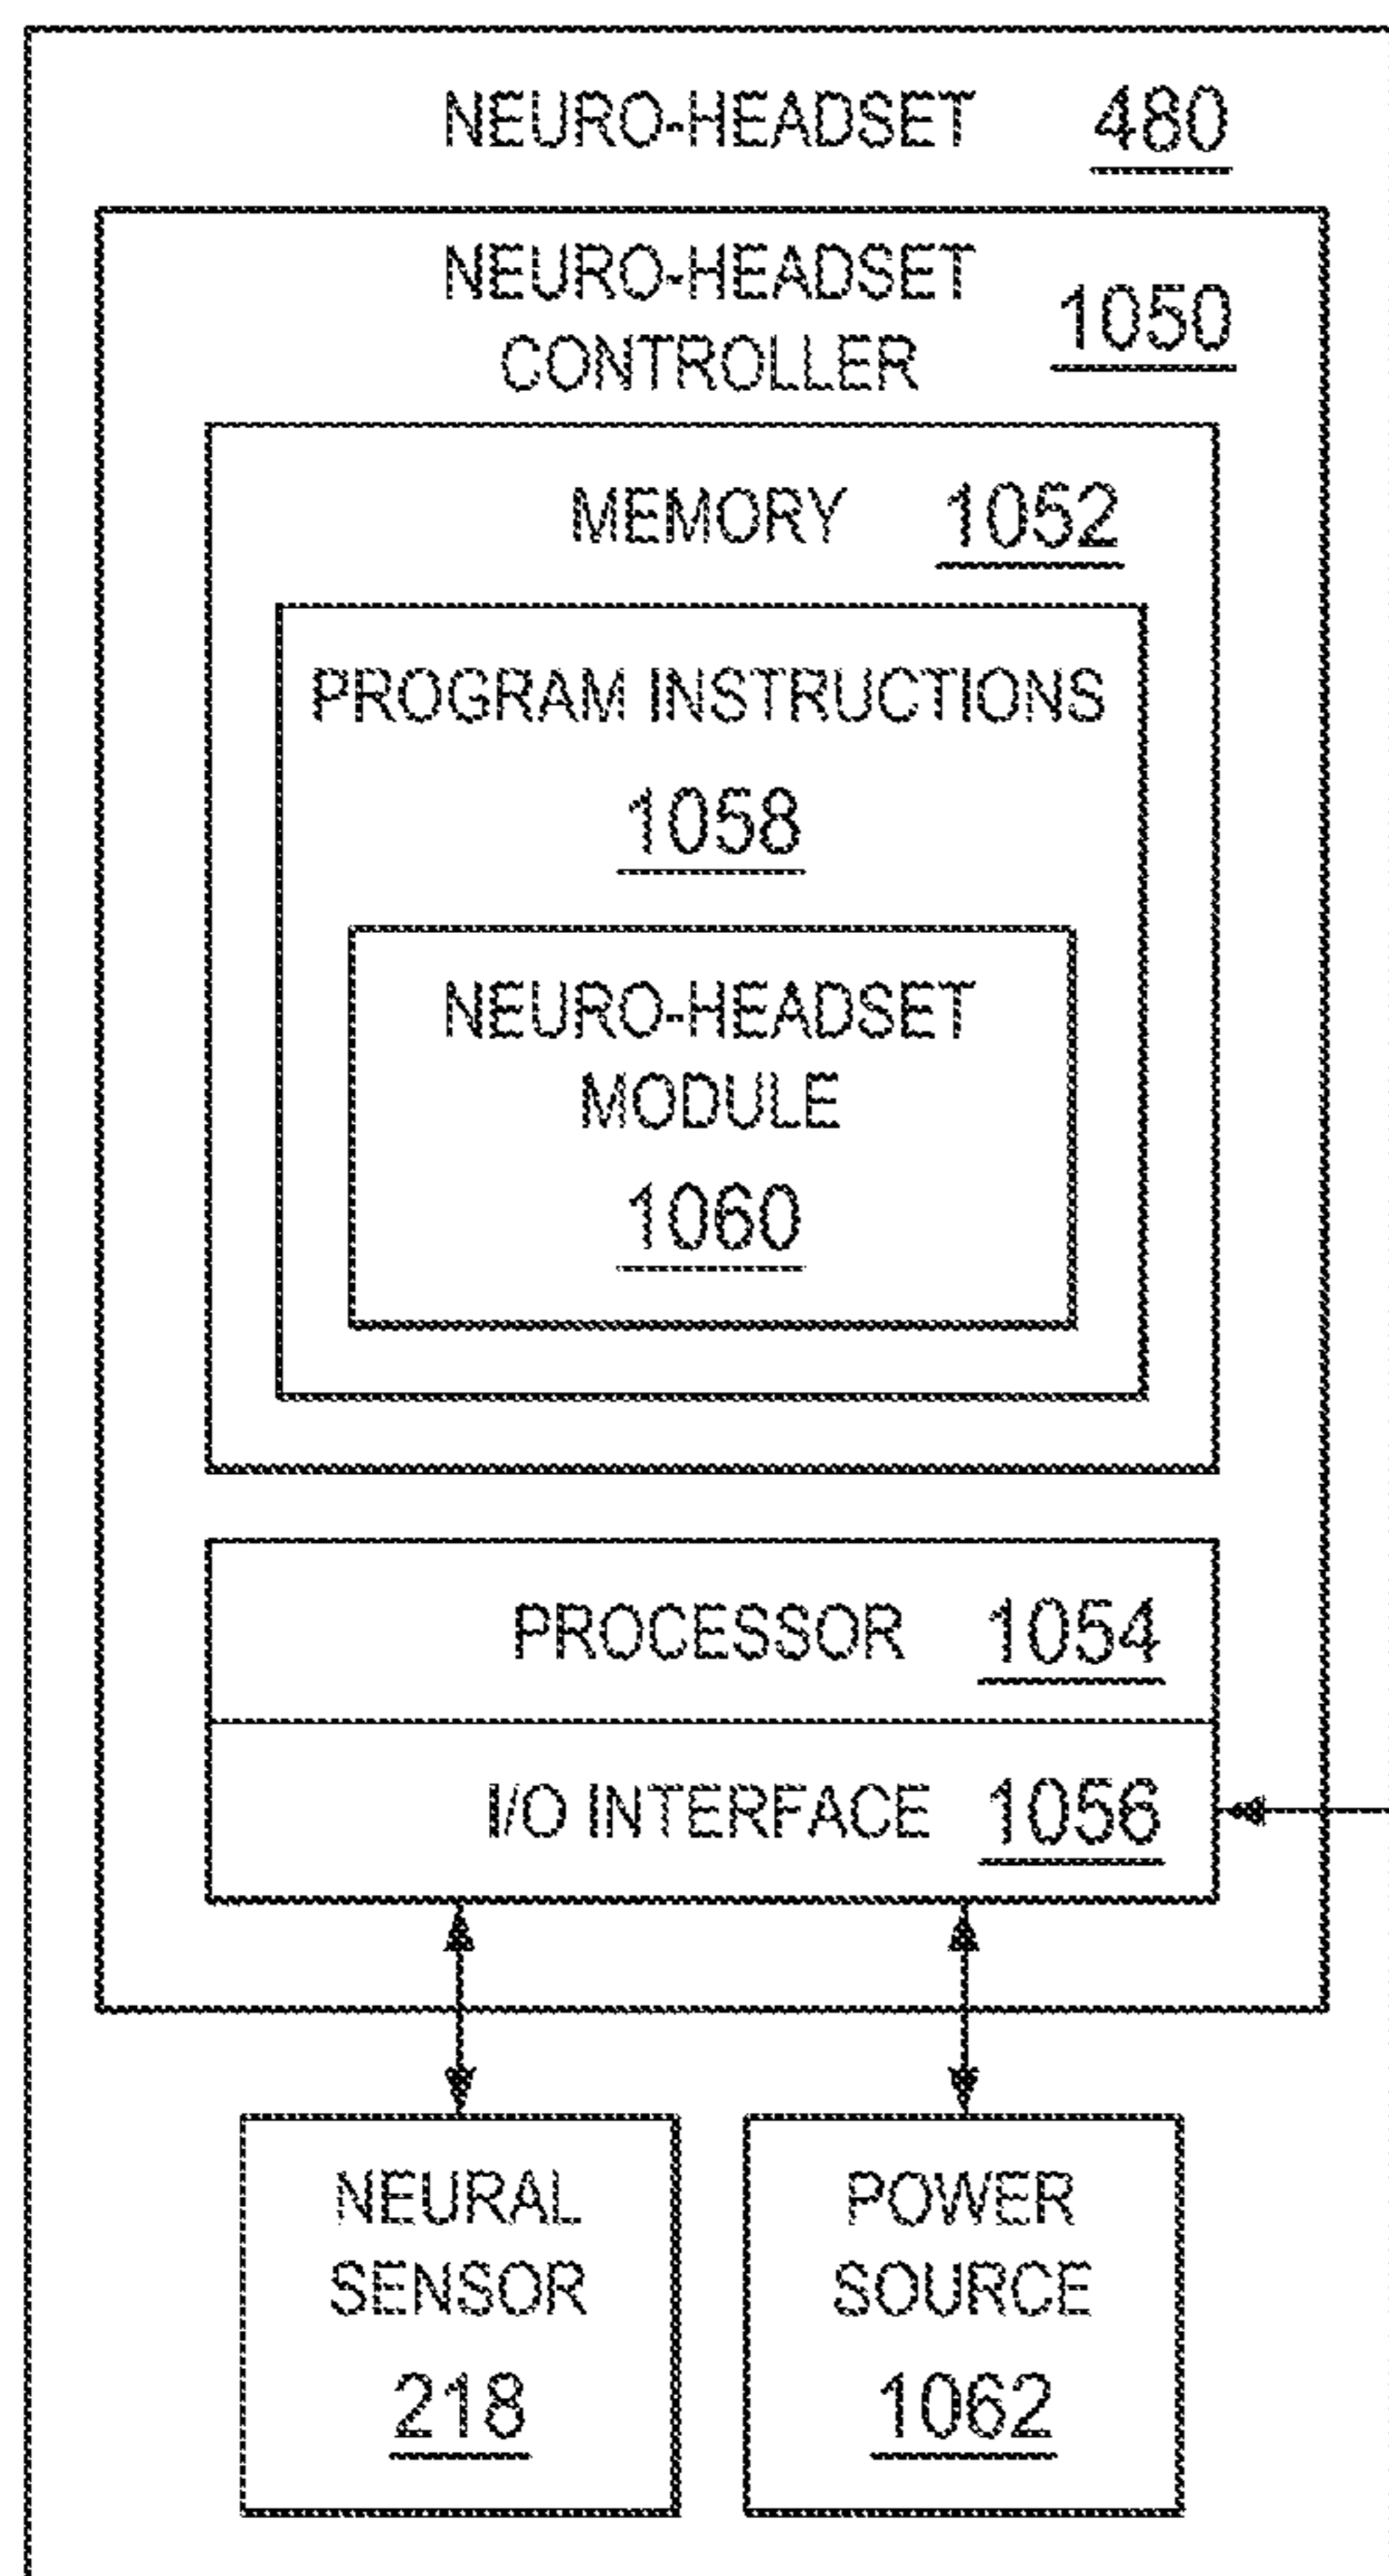 NEURO-HEADSET 480
NEURO-HEADSET
CONTROLLER 1050
MEMORY 1052
PROGRAM INSTRUCTIONS
1058
NEURO-HEADSET
MODULE
1060
PROCESSOR 1054
I/O INTERFACE 1056
NEURAL
SENSOR
218
POWER
SOURCE
1062